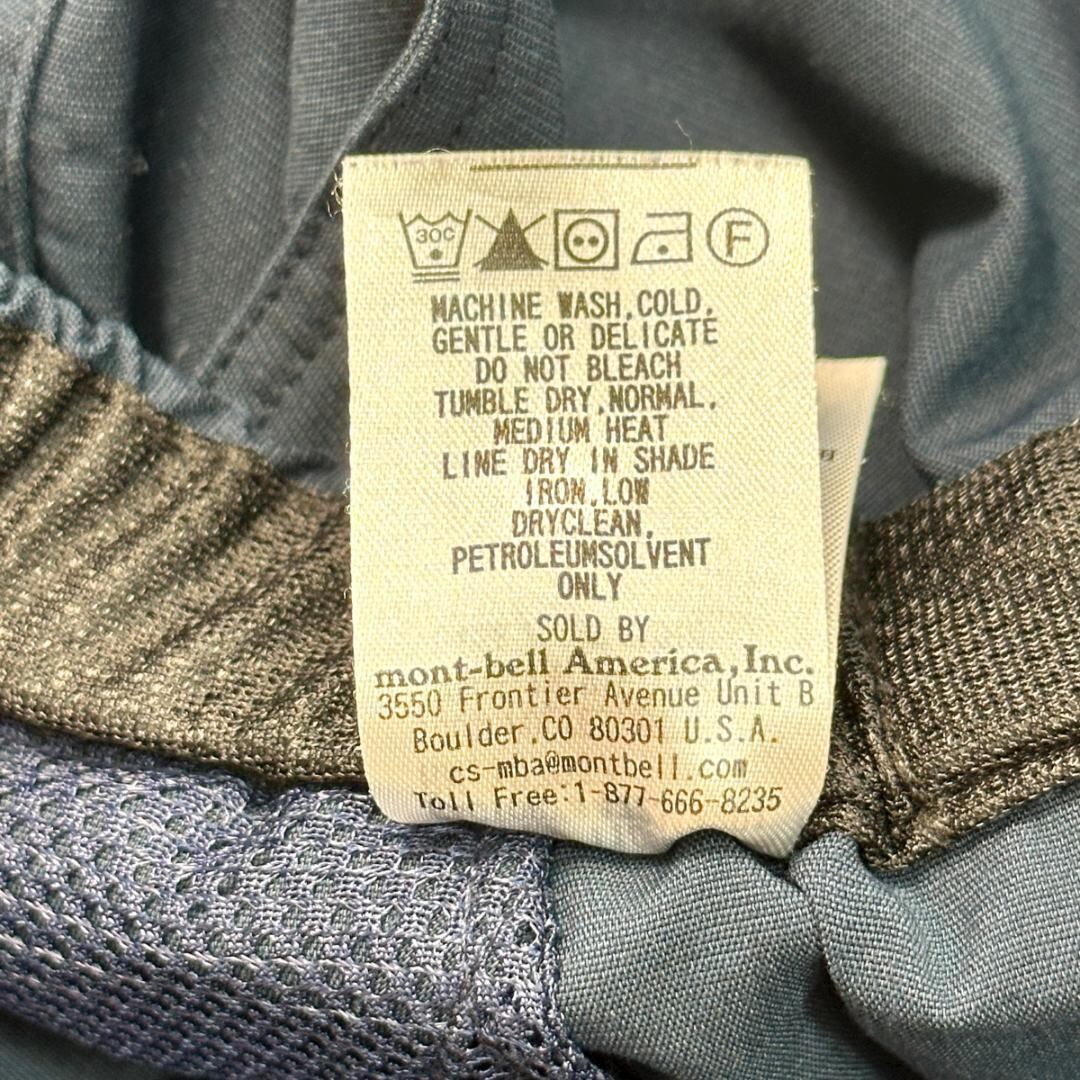 30C F
MACHINE WASH,COLD,
GENTLE OR DELICATE
DO NOT BLEACH
TUMBLE DRY,NORMAL,
MEDIUM HEAT
LINE DRY IN SHADE
IRON,LOW
DRYCLEAN,
PETROLEUMSOLVENT
ONLY
SOLD BY
mont-bell America,Inc.
3550 Frontier Avenue Unit B
Boulder,CO 80301 U.S.A.
cs-mba@montbell.com
Toll Free:1-877-666-8235